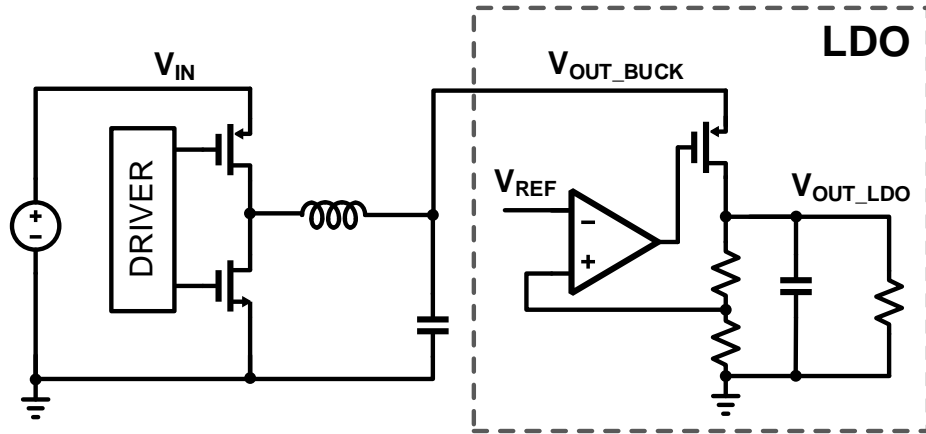 LDO
V_IN
V_OUT_BUCK
DRIVER
V_REF
V_OUT_LDO
+
−
−
+